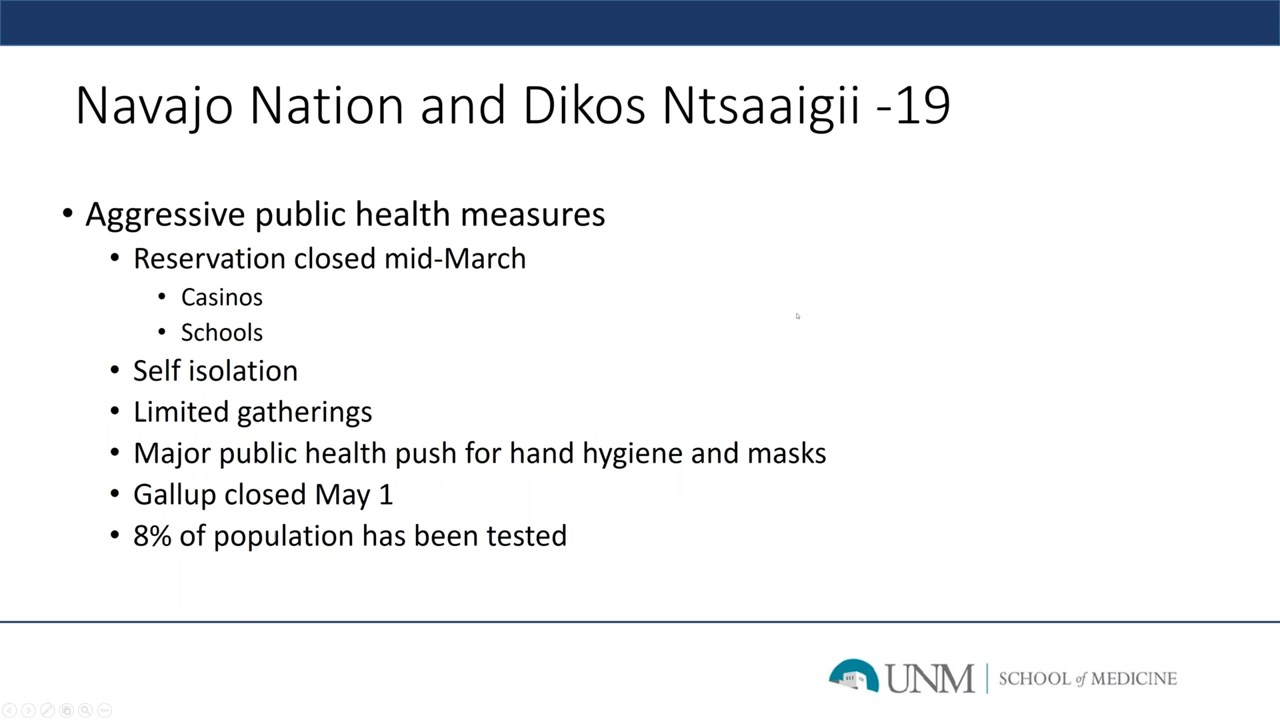 Navajo Nation and Dikos Ntsaaigii -19
• Aggressive public health measures
• Reservation closed mid-March
• Casinos
• Schools
• Self isolation
• Limited gatherings
• Major public health push for hand hygiene and masks
• Gallup closed May 1
• 8% of population has been tested
UNM | SCHOOL of MEDICINE